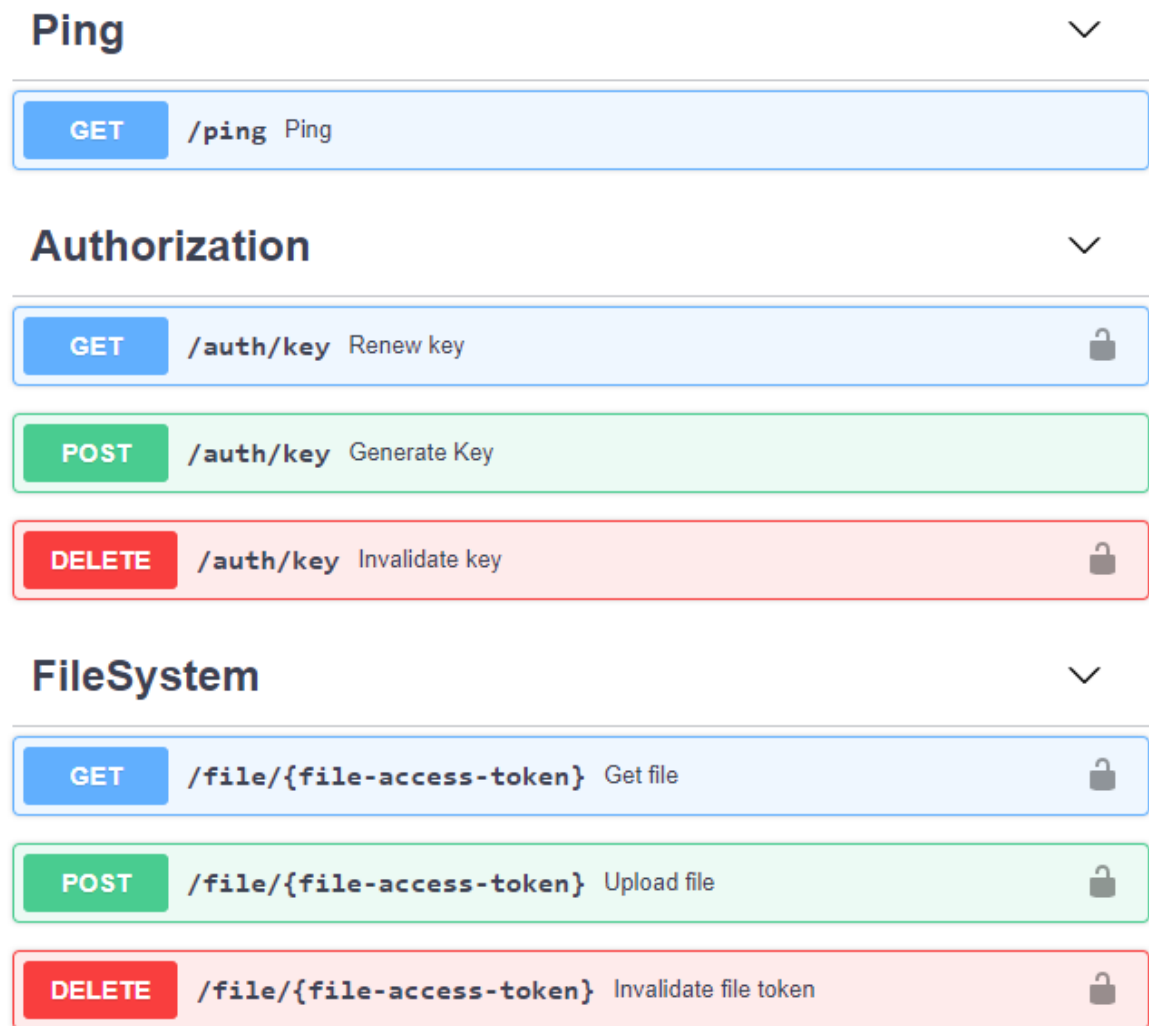 Ping
GET /ping Ping
Authorization
GET /auth/key Renew key
POST /auth/key Generate Key
DELETE /auth/key Invalidate key
FileSystem
GET /file/{file-access-token} Get file
POST /file/{file-access-token} Upload file
DELETE /file/{file-access-token} Invalidate file token